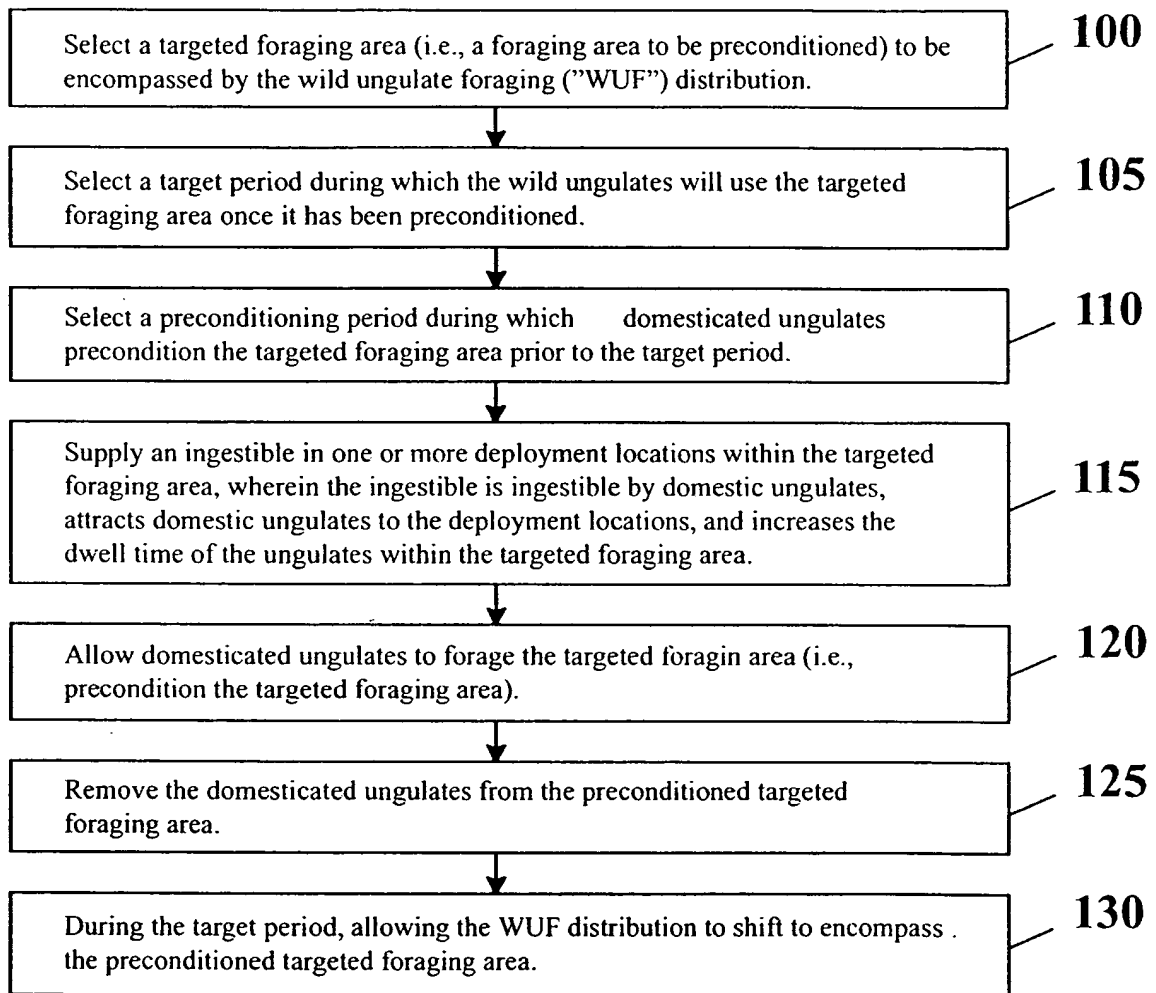 Select a targeted foraging area (i.e., a foraging area to be preconditioned) to be
encompassed by the wild ungulate foraging ("WUF") distribution.
100
Select a target period during which the wild ungulates will use the targeted
foraging area once it has been preconditioned.
105
Select a preconditioning period during which domesticated ungulates
precondition the targeted foraging area prior to the target period.
110
Supply an ingestible in one or more deployment locations within the targeted
foraging area, wherein the ingestible is ingestible by domestic ungulates,
attracts domestic ungulates to the deployment locations, and increases the
dwell time of the ungulates within the targeted foraging area.
115
Allow domesticated ungulates to forage the targeted foragin area (i.e.,
precondition the targeted foraging area).
120
Remove the domesticated ungulates from the preconditioned targeted
foraging area.
125
During the target period, allowing the WUF distribution to shift to encompass .
the preconditioned targeted foraging area.
130